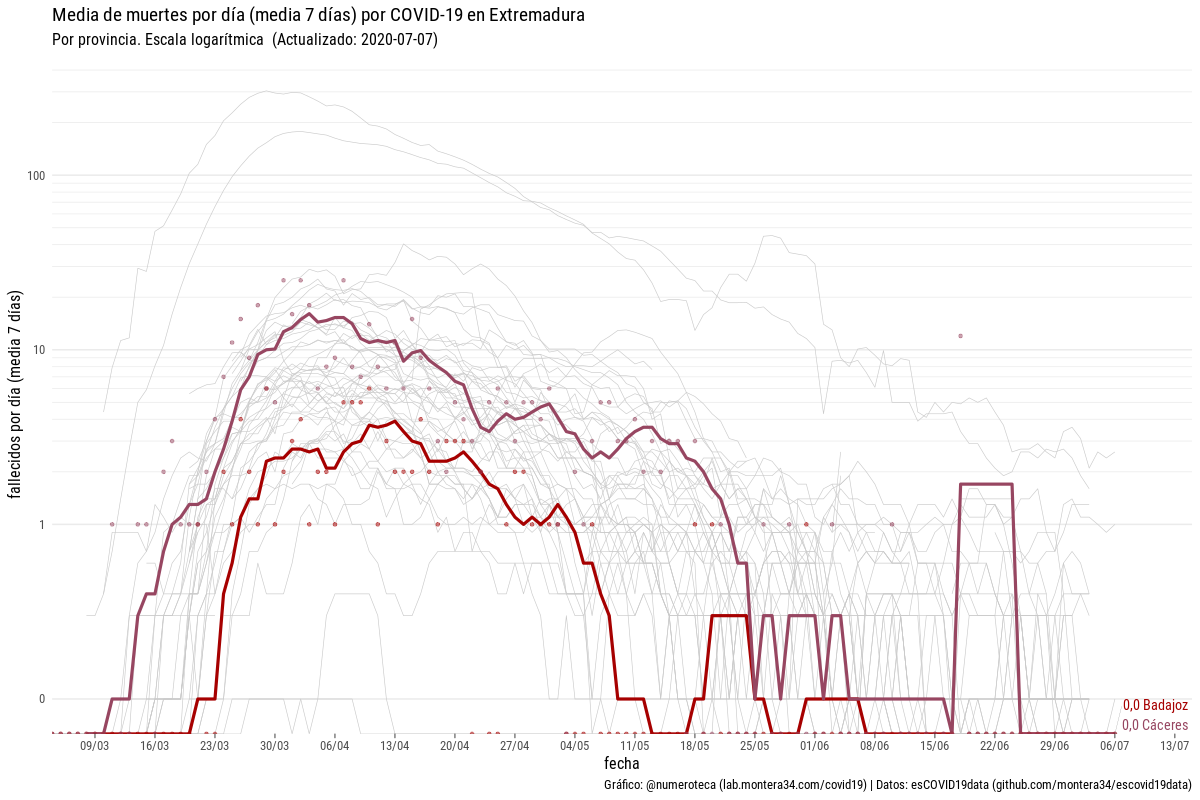 Media de muertes por día (media 7 días) por COVID-19 en Extremadura
Por provincia. Escala logarítmica (Actualizado: 2020-07-07)
fallecidos por día (media 7 días)
100
10
1
0
0,0 Badajoz
0,0 Cáceres
09/03 16/03 23/03 30/03 06/04 13/04 20/04 27/04 04/05 11/05 18/05 25/05 01/06 08/06 15/06 22/06 29/06 06/07 13/07
fecha
Gráfico: @numeroteca (lab.montera34.com/covid19) | Datos: esCOVID19data (github.com/montera34/escovid19data)